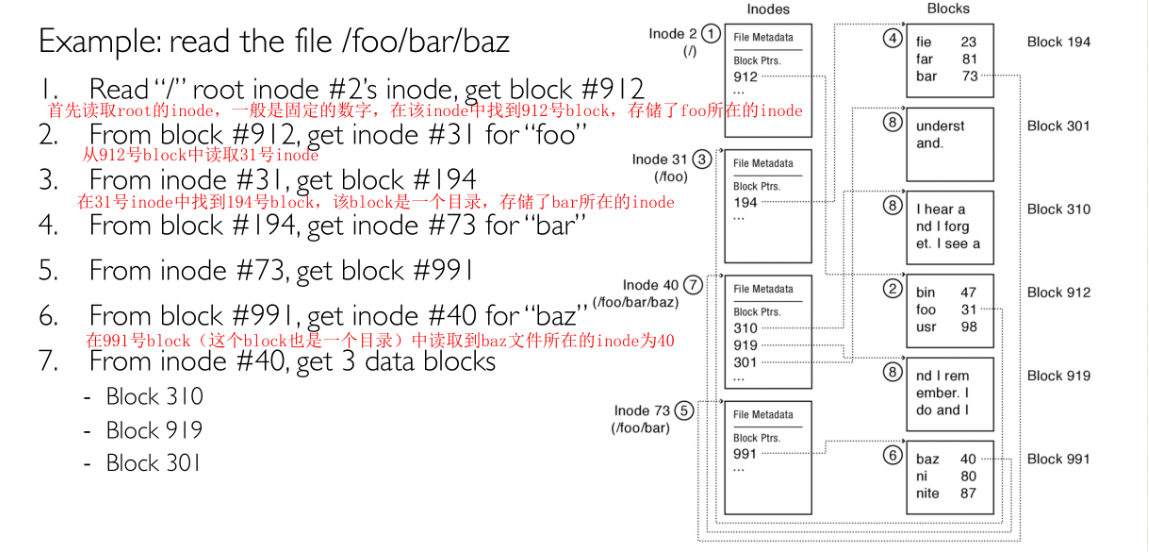 Example: read the file /foo/bar/baz
1. Read “/” root inode #2’s inode, get block #912
首先读取root的inode，一般是固定的数字，在该inode中找到912号block，存储了foo所在的inode
2. From block #912, get inode #31 for “foo”
从912号block中读取31号inode
3. From inode #31, get block #194
在31号inode中找到194号block，该block是一个目录，存储了bar所在的inode
4. From block #194, get inode #73 for “bar”
5. From inode #73, get block #991
6. From block #991, get inode #40 for “baz”
在991号block（这个block也是一个目录）中读取到baz文件所在的inode为40
7. From inode #40, get 3 data blocks
- Block 310
- Block 919
- Block 301
Inodes
Inode 2 ①
(/)
File Metadata
Block Ptrs.
912
...
Inode 31 ③
(/foo)
File Metadata
Block Ptrs.
194
...
Inode 40 ⑦
(/foo/bar/baz)
File Metadata
Block Ptrs.
310
919
301
...
Inode 73 ⑤
(/foo/bar)
File Metadata
Block Ptrs.
991
...
Blocks
④
fie 23
far 81
bar 73
Block 194
⑧
underst
and.
Block 301
⑧
I hear a
nd I forg
et. I see a
Block 310
②
bin 47
foo 31
usr 98
Block 912
⑧
nd I rem
ember. I
do and I
Block 919
⑥
baz 40
ni 80
nite 87
Block 991